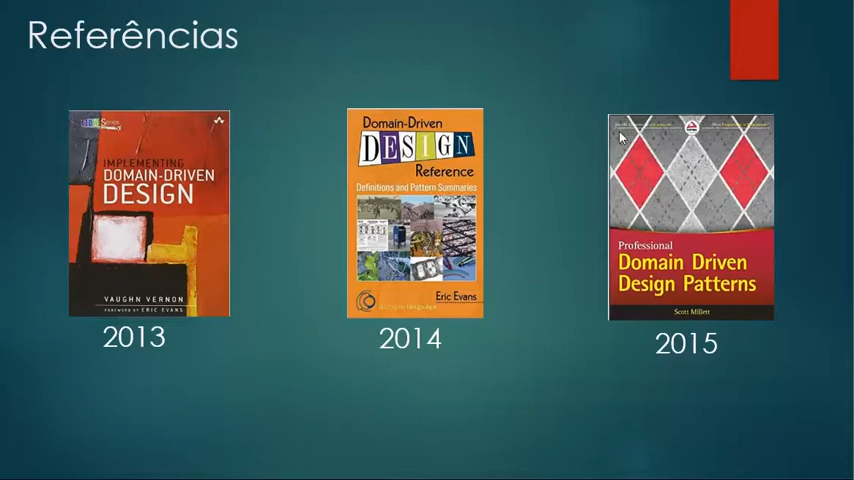 Referências
IMPLEMENTING
DOMAIN-DRIVEN
DESIGN
VAUGHN VERNON
FOREWORD BY ERIC EVANS
2013
Domain-Driven
DESIGN
Reference
Definitions and Pattern Summaries
Eric Evans
2014
Professional
Domain Driven
Design Patterns
Scott Millett
2015